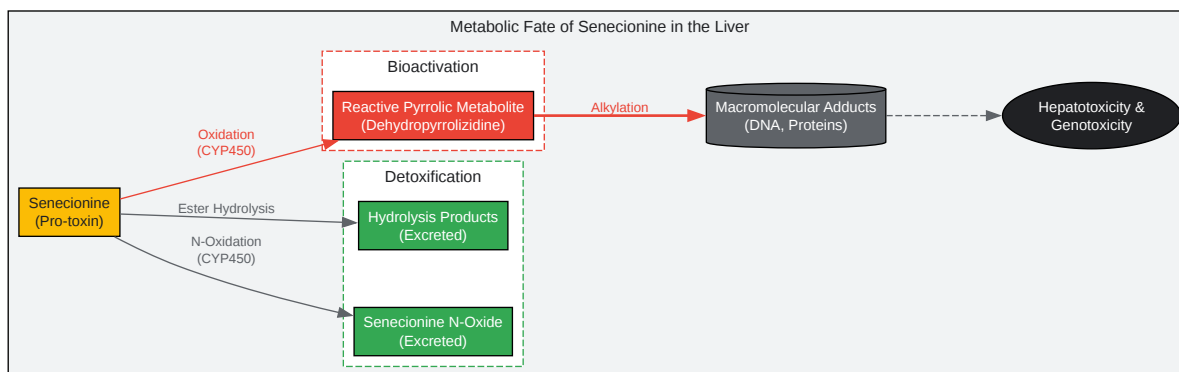 Metabolic Fate of Senecionine in the Liver
Bioactivation
Reactive Pyrrolic Metabolite
(Dehydropyrrolizidine)
Alkylation
Macromolecular Adducts
(DNA, Proteins)
Hepatotoxicity &
Genotoxicity
Oxidation
(CYP450)
Detoxification
Senecionine
(Pro-toxin)
Ester Hydrolysis
Hydrolysis Products
(Excreted)
N-Oxidation
(CYP450)
Senecionine N-Oxide
(Excreted)